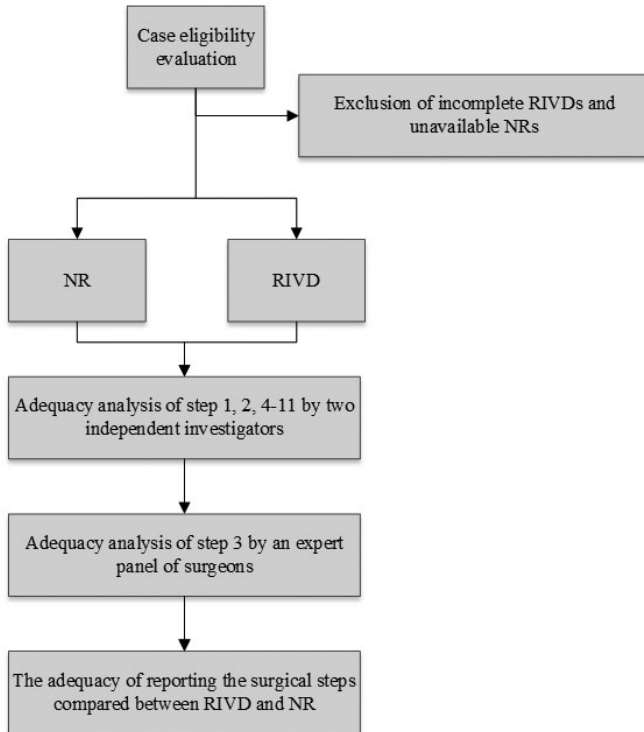 Case eligibility
evaluation
Exclusion of incomplete RIVDs and
unavailable NRs
NR
RIVD
Adequacy analysis of step 1, 2, 4-11 by two
independent investigators
Adequacy analysis of step 3 by an expert
panel of surgeons
The adequacy of reporting the surgical steps
compared between RIVD and NR